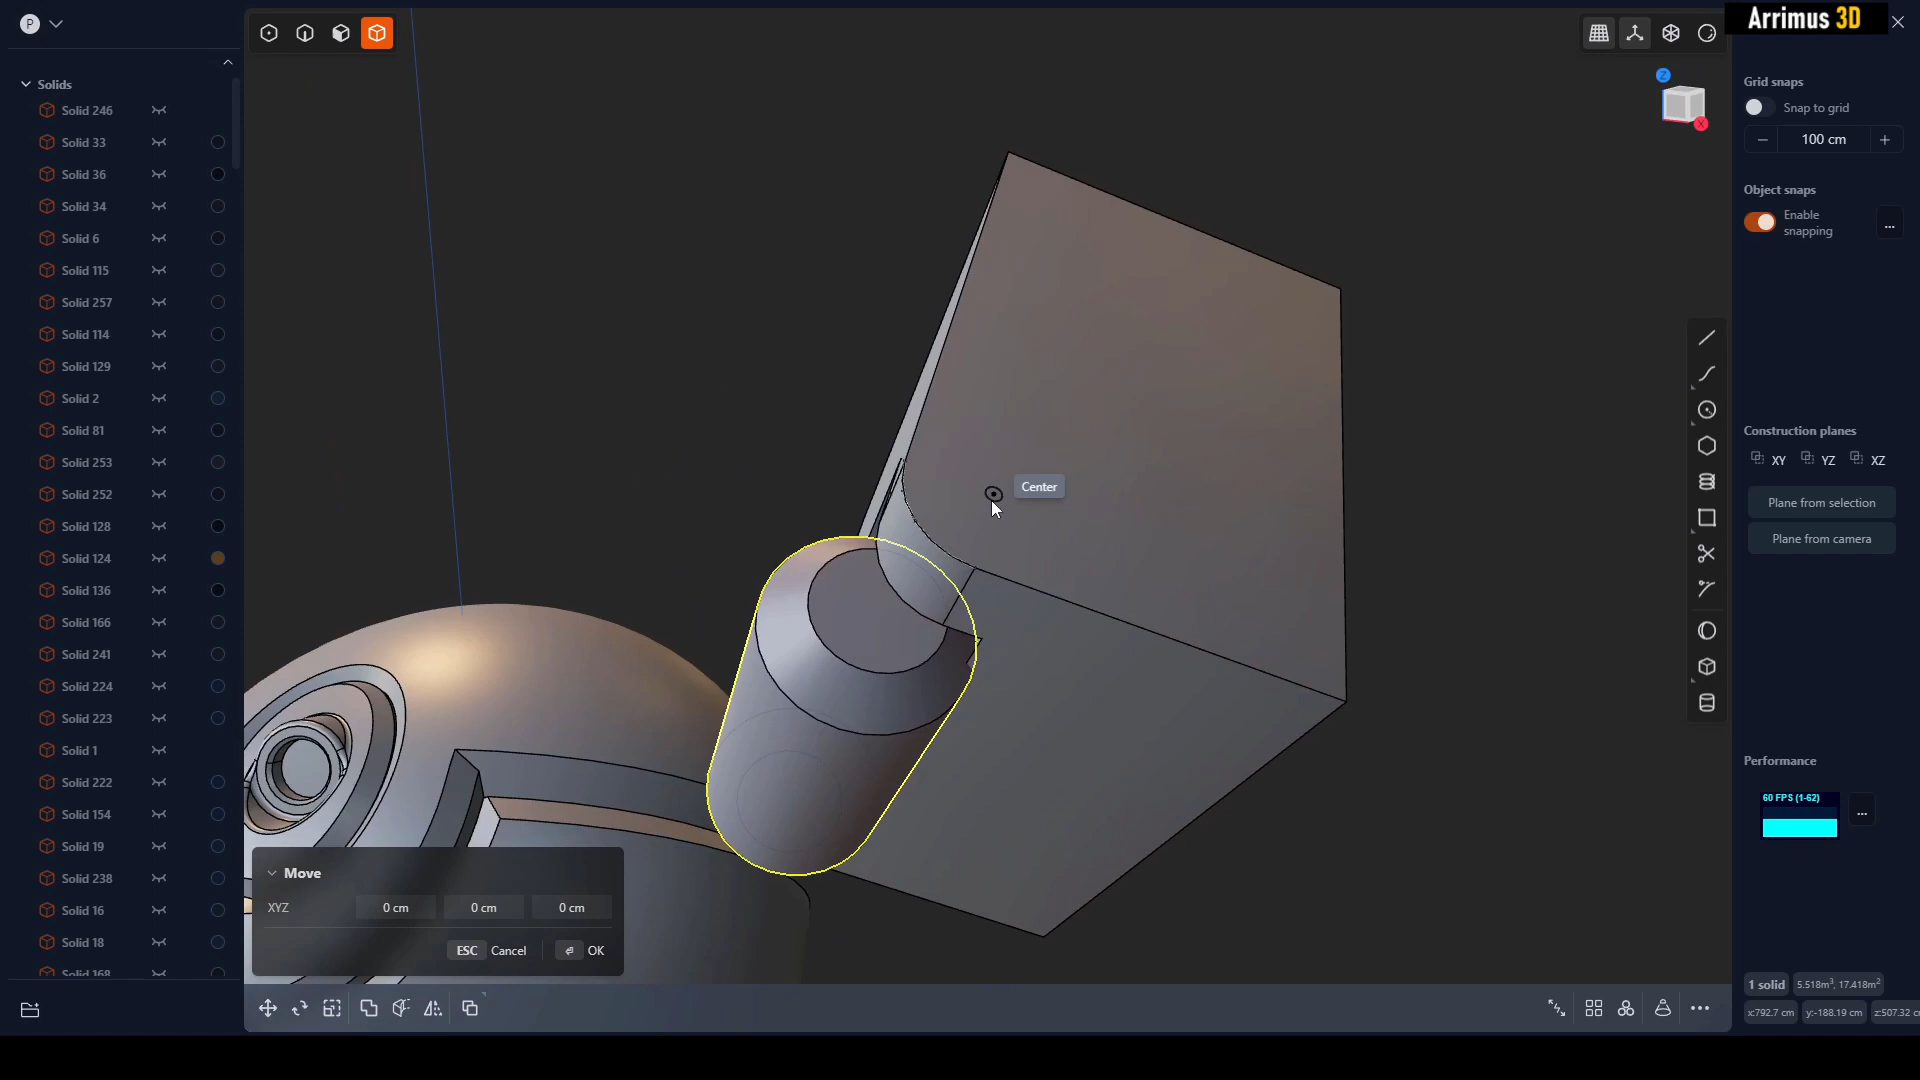 P
Arrimus 3D
Solids
Solid 246
Solid 33
Solid 36
Solid 34
Solid 6
Solid 115
Solid 257
Solid 114
Solid 129
Solid 2
Solid 81
Solid 253
Solid 252
Solid 128
Solid 124
Solid 136
Solid 166
Solid 241
Solid 224
Solid 223
Solid 1
Solid 222
Solid 154
Solid 19
Solid 238
Solid 16
Solid 18
Solid 168
Z
X
Center
Move
XYZ
0 cm
0 cm
0 cm
ESC
Cancel
OK
Grid snaps
Snap to grid
100 cm
Object snaps
Enable
snapping
...
Construction planes
XY
YZ
XZ
Plane from selection
Plane from camera
Performance
60 FPS (1-62)
...
1 solid
5.518m³, 17.418m²
x:792.7 cm
y:-188.19 cm
z:507.32 c